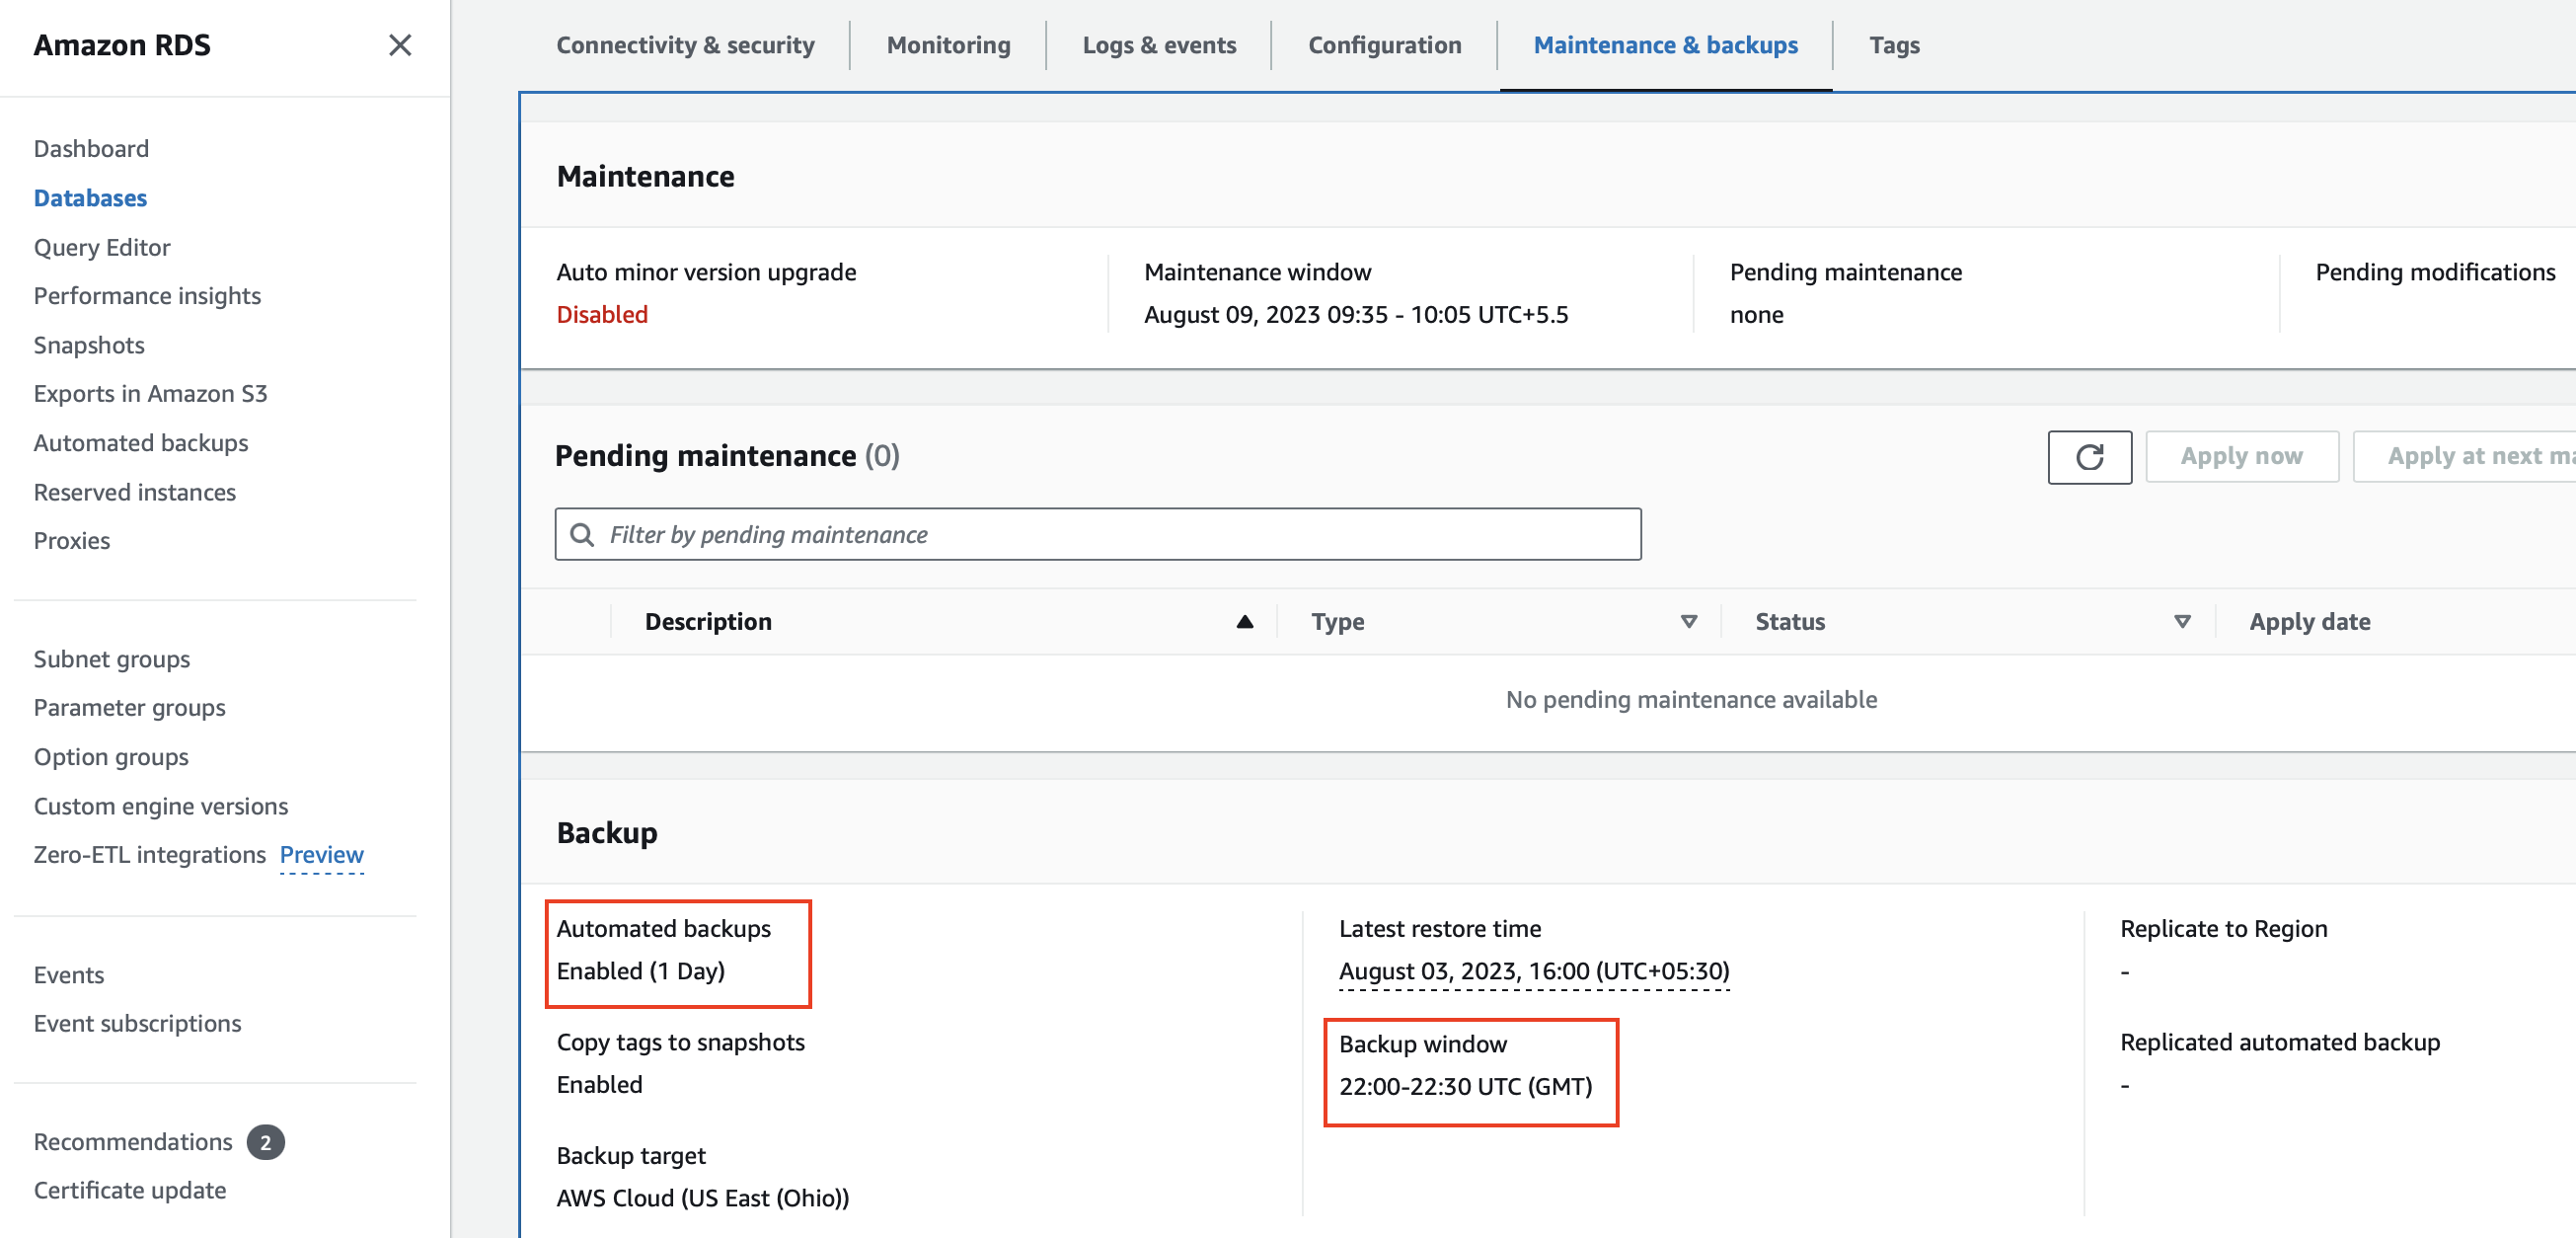 Amazon RDS
Dashboard
Databases
Query Editor
Performance insights
Snapshots
Exports in Amazon S3
Automated backups
Reserved instances
Proxies
Subnet groups
Parameter groups
Option groups
Custom engine versions
Zero-ETL integrations Preview
Events
Event subscriptions
Recommendations 2
Certificate update
Connectivity & security Monitoring Logs & events Configuration Maintenance & backups Tags
Maintenance
Auto minor version upgrade
Disabled
Maintenance window
August 09, 2023 09:35 - 10:05 UTC+5.5
Pending maintenance
none
Pending modifications
Pending maintenance (0)
Apply now
Apply at next ma
Filter by pending maintenance
Description Type Status Apply date
No pending maintenance available
Backup
Automated backups
Enabled (1 Day)
Copy tags to snapshots
Enabled
Backup target
AWS Cloud (US East (Ohio))
Latest restore time
August 03, 2023, 16:00 (UTC+05:30)
Backup window
22:00-22:30 UTC (GMT)
Replicate to Region
-
Replicated automated backup
-